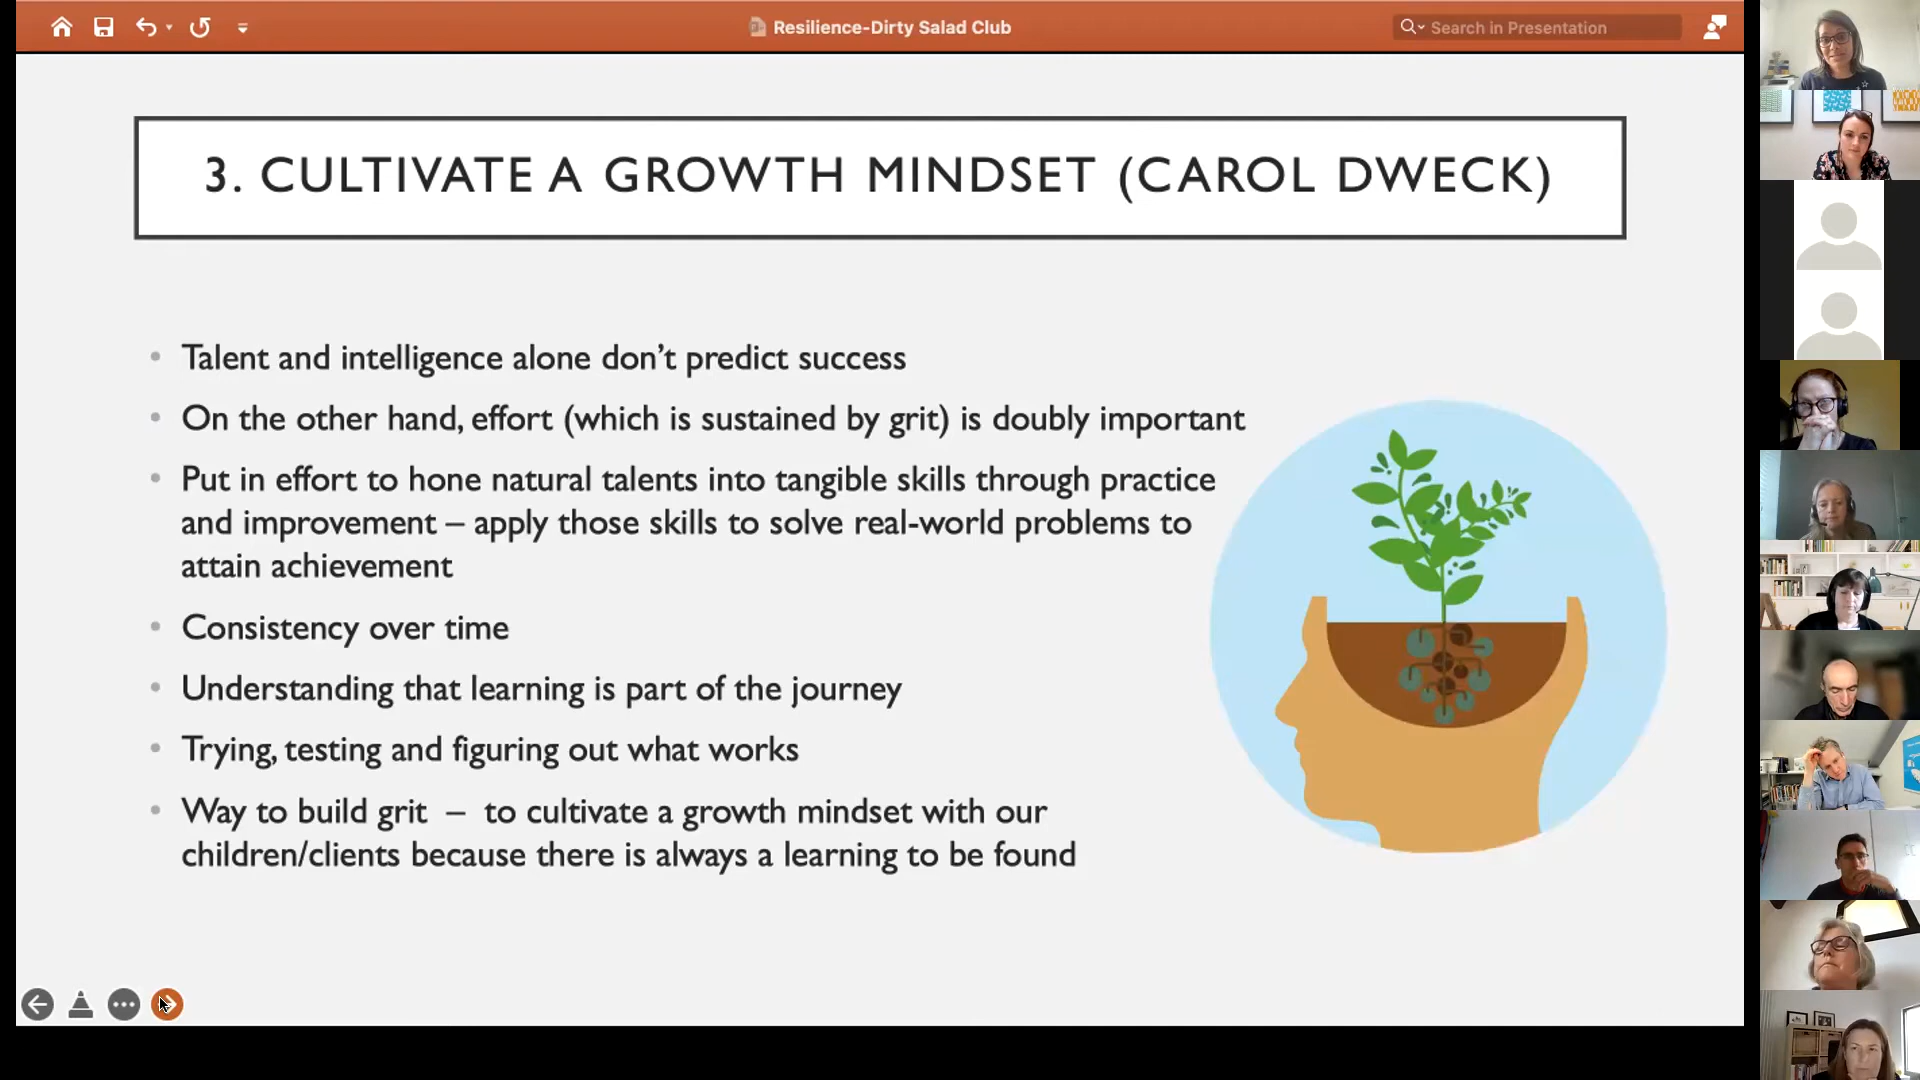 Resilience-Dirty Salad Club
Search in Presentation
3. CULTIVATE A GROWTH MINDSET (CAROL DWECK)
• Talent and intelligence alone don’t predict success
• On the other hand, effort (which is sustained by grit) is doubly important
• Put in effort to hone natural talents into tangible skills through practice
and improvement – apply those skills to solve real-world problems to
attain achievement
• Consistency over time
• Understanding that learning is part of the journey
• Trying, testing and figuring out what works
• Way to build grit – to cultivate a growth mindset with our
children/clients because there is always a learning to be found